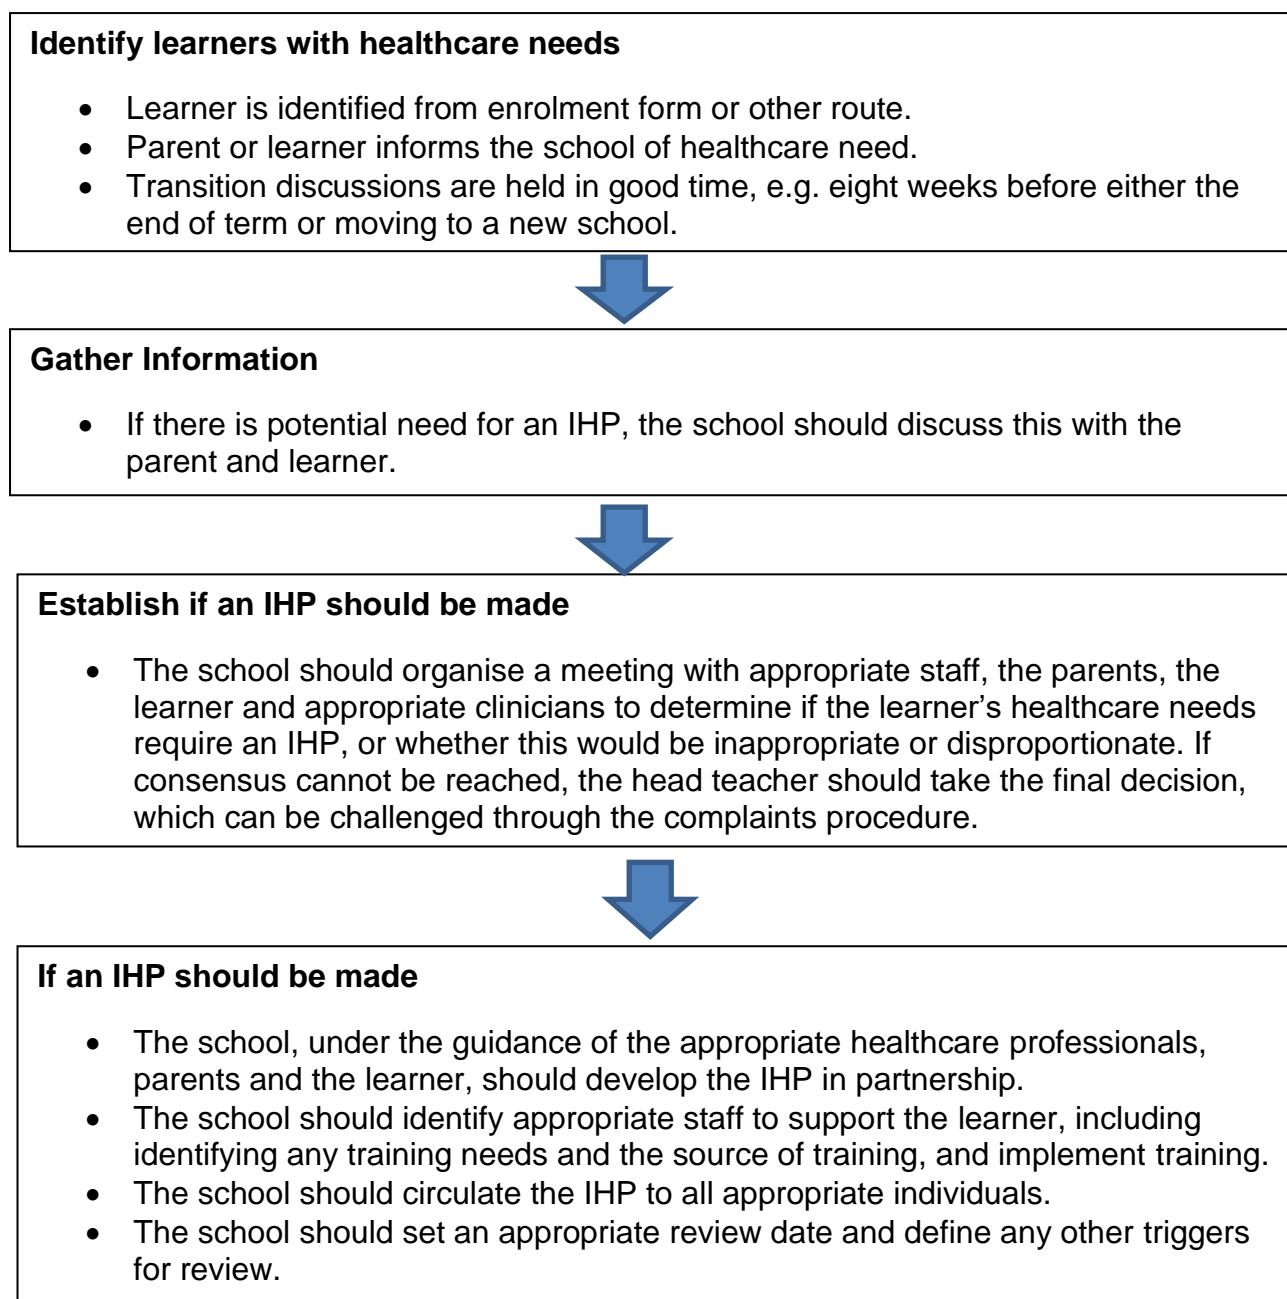 Identify learners with healthcare needs
• Learner is identified from enrolment form or other route.
• Parent or learner informs the school of healthcare need.
• Transition discussions are held in good time, e.g. eight weeks before either the
end of term or moving to a new school.
Gather Information
• If there is potential need for an IHP, the school should discuss this with the
parent and learner.
Establish if an IHP should be made
• The school should organise a meeting with appropriate staff, the parents, the
learner and appropriate clinicians to determine if the learner’s healthcare needs
require an IHP, or whether this would be inappropriate or disproportionate. If
consensus cannot be reached, the head teacher should take the final decision,
which can be challenged through the complaints procedure.
If an IHP should be made
• The school, under the guidance of the appropriate healthcare professionals,
parents and the learner, should develop the IHP in partnership.
• The school should identify appropriate staff to support the learner, including
identifying any training needs and the source of training, and implement training.
• The school should circulate the IHP to all appropriate individuals.
• The school should set an appropriate review date and define any other triggers
for review.